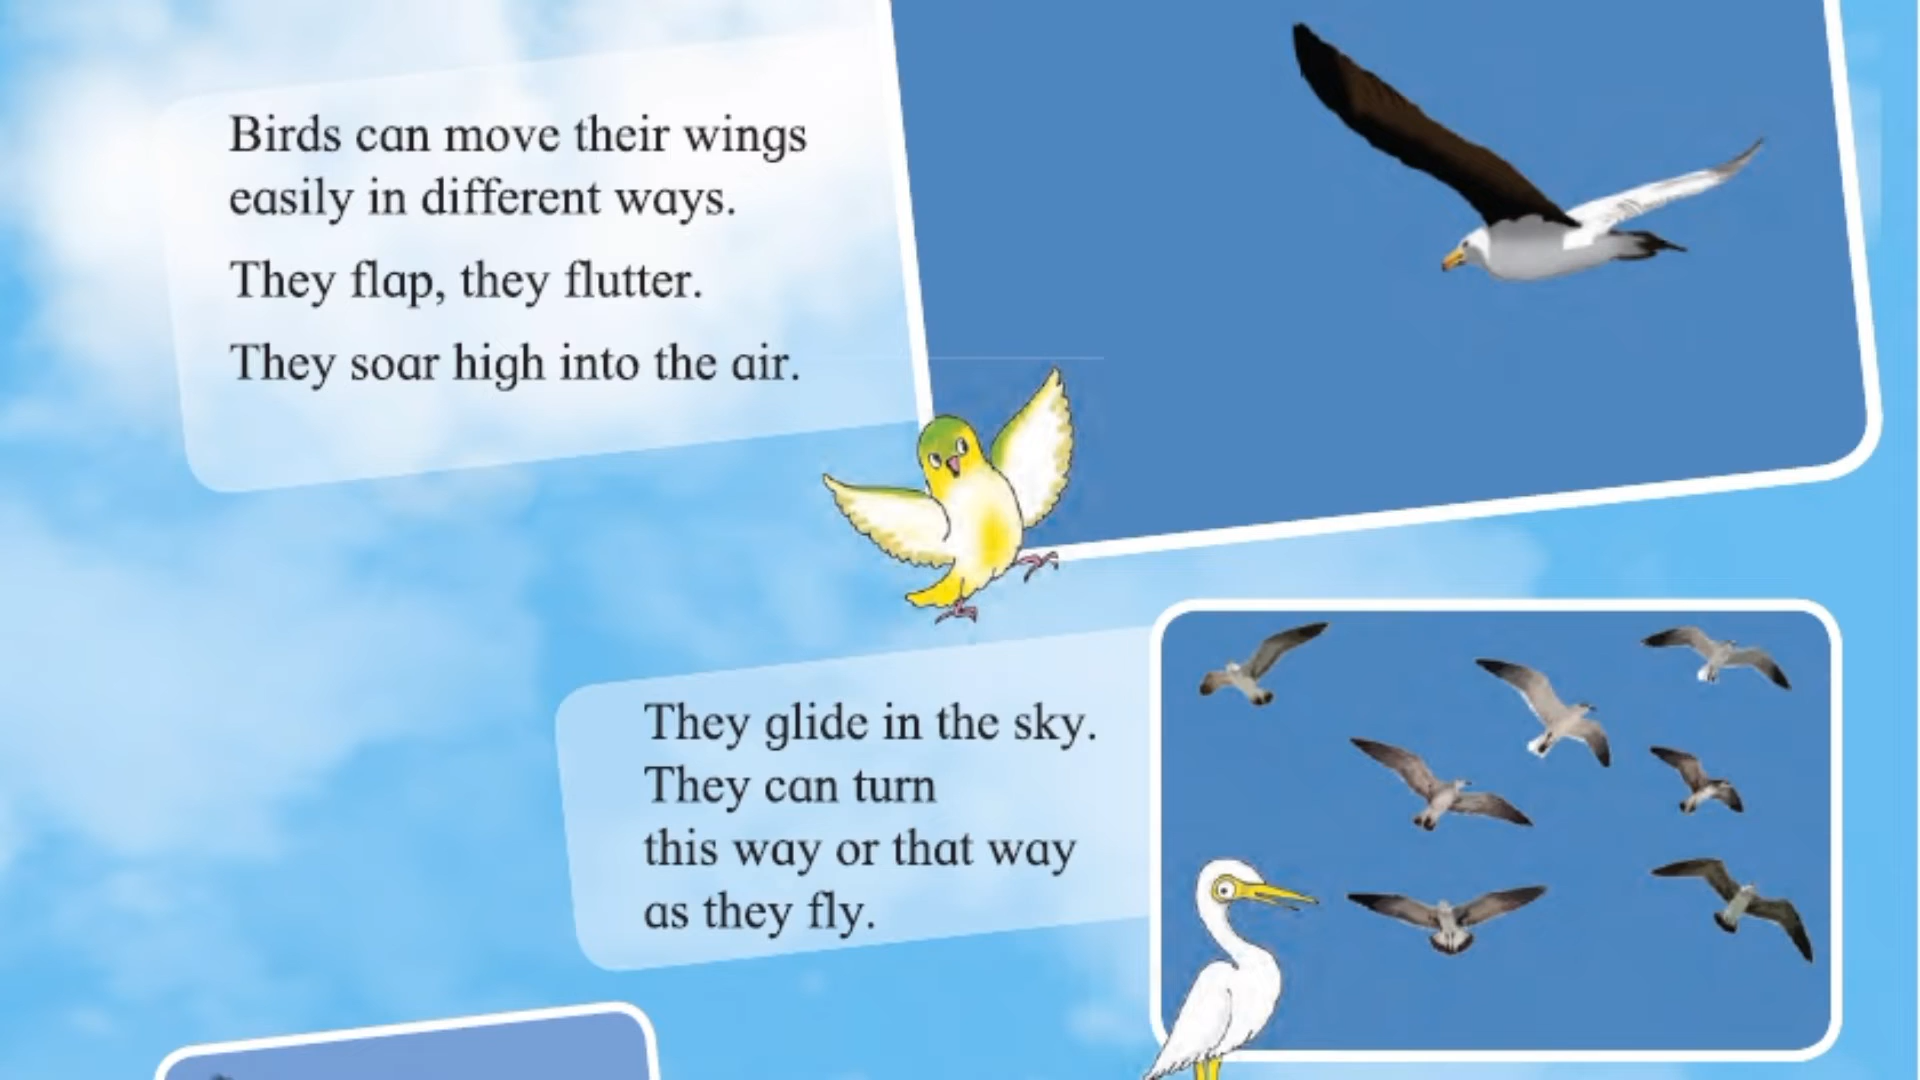 Birds can move their wings
easily in different ways.
They flap, they flutter.
They soar high into the air.
They glide in the sky.
They can turn
this way or that way
as they fly.